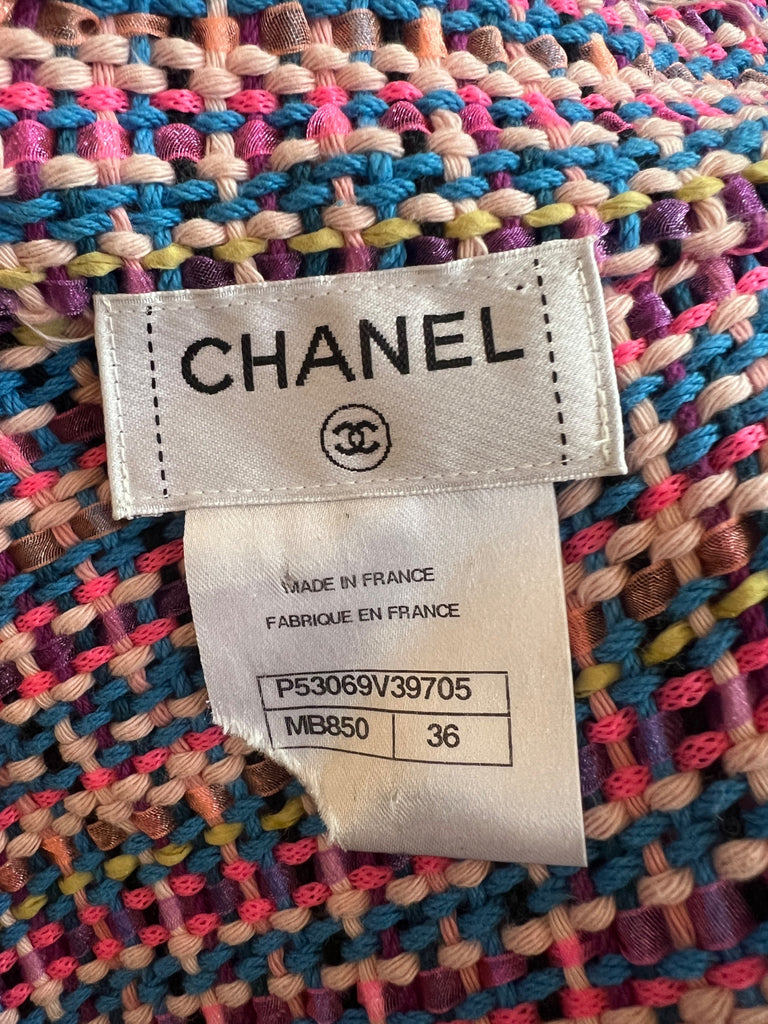 CHANEL
MADE IN FRANCE
FABRIQUE EN FRANCE
P53069V39705
MB850 36